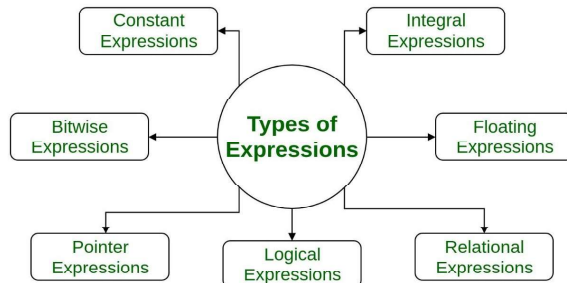 Constant
Expressions
Integral
Expressions
Bitwise
Expressions
Types of
Expressions
Floating
Expressions
Pointer
Expressions
Logical
Expressions
Relational
Expressions